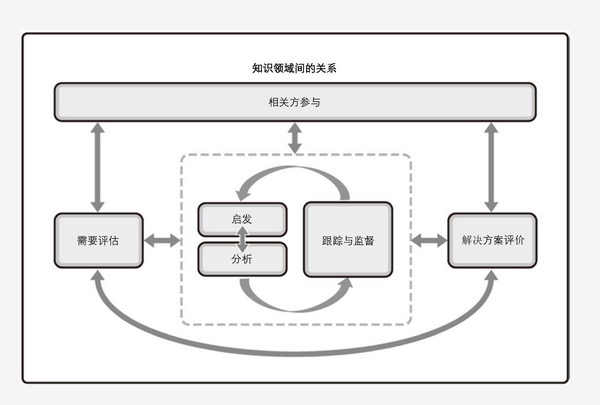 知识领域间的关系
相关方参与
需要评估
启发
分析
跟踪与监督
解决方案评价